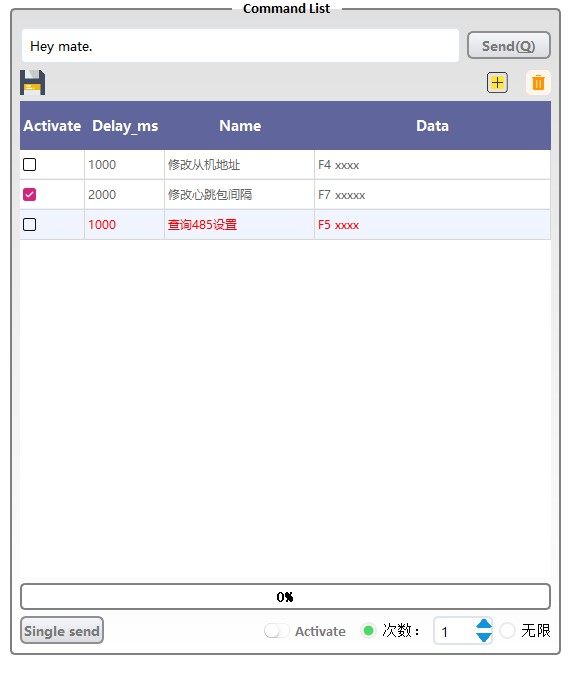 Command List
Hey mate.
Send(Q)
Activate Delay_ms Name Data
1000 修改从机地址 F4 xxxx
2000 修改心跳包间隔 F7 xxxxx
1000 查询485设置 F5 xxxx
0%
Single send Activate 次数： 1 无限